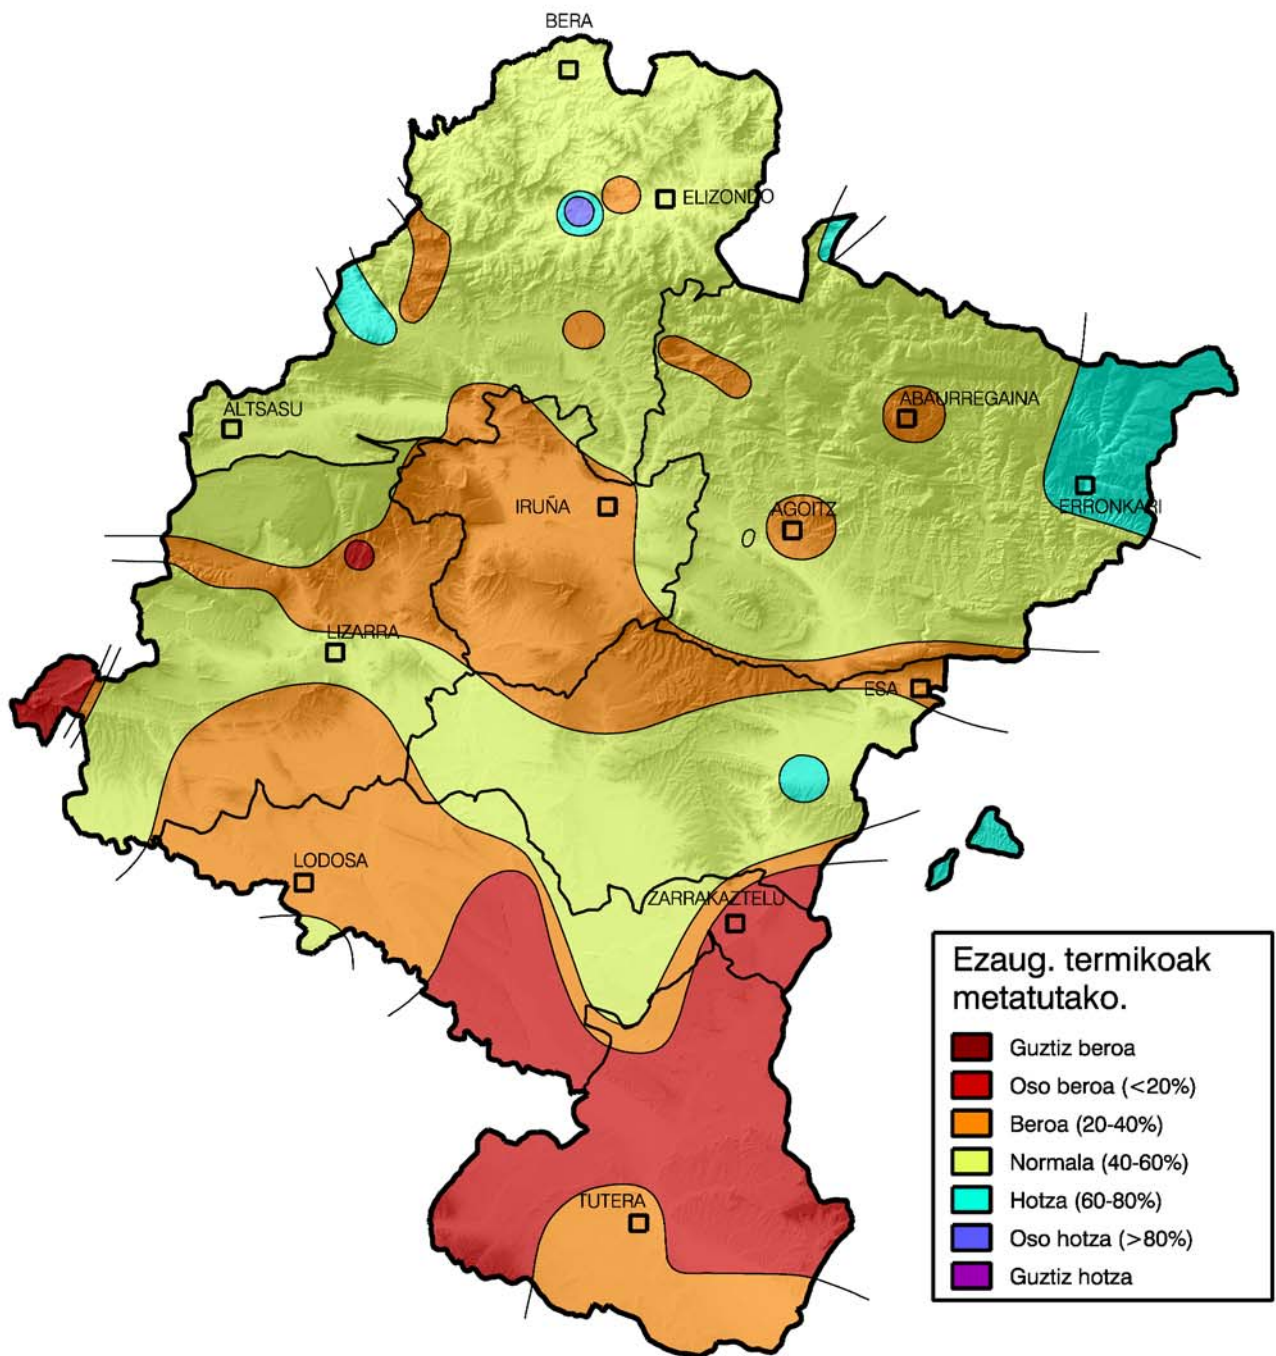 BERA
ELIZONDO
ALTSASU
ABAURREGAINA
IRUÑA
AGOITZ
ERRONKARI
LIZARRA
ESA
LODOSA
ZARRAKAZTELU
TUTERA
Ezaug. termikoak
metatutako.
Guztiz beroa
Oso beroa (<20%)
Beroa (20-40%)
Normala (40-60%)
Hotza (60-80%)
Oso hotza (>80%)
Guztiz hotza